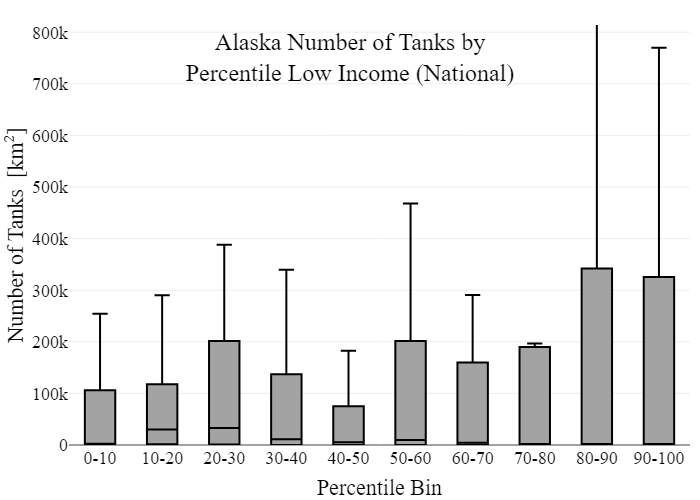 Alaska Number of Tanks by
Percentile Low Income (National)
Number of Tanks [km²]
800k
700k
600k
500k
400k
300k
200k
100k
0
0-10 10-20 20-30 30-40 40-50 50-60 60-70 70-80 80-90 90-100
Percentile Bin